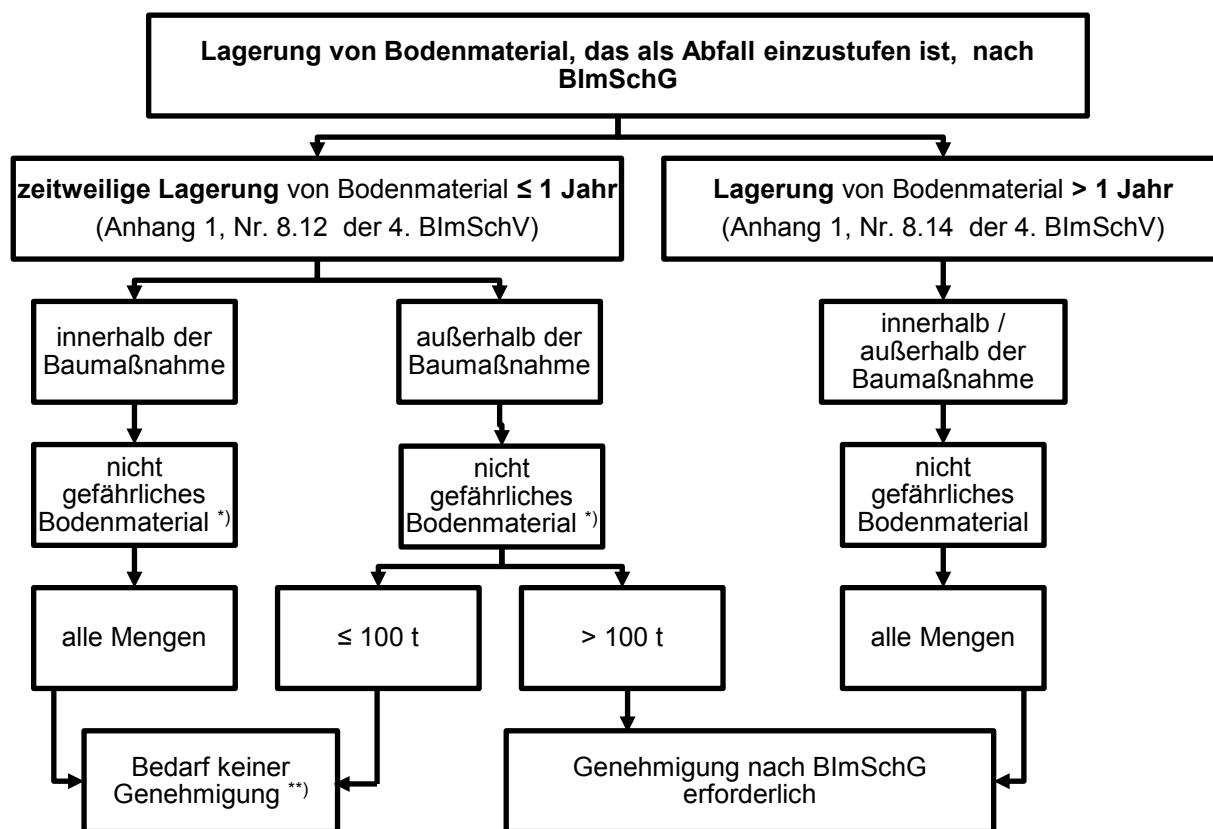 Lagerung von Bodenmaterial, das als Abfall einzustufen ist, nach
BImSchG
zeitweilige Lagerung von Bodenmaterial ≤ 1 Jahr
(Anhang 1, Nr. 8.12 der 4. BImSchV)
Lagerung von Bodenmaterial > 1 Jahr
(Anhang 1, Nr. 8.14 der 4. BImSchV)
innerhalb der
Baumaßnahme
außerhalb der
Baumaßnahme
innerhalb /
außerhalb der
Baumaßnahme
nicht
gefährliches
Bodenmaterial *)
nicht
gefährliches
Bodenmaterial *)
nicht
gefährliches
Bodenmaterial
alle Mengen
≤ 100 t
> 100 t
alle Mengen
Bedarf keiner
Genehmigung **)
Genehmigung nach BImSchG
erforderlich